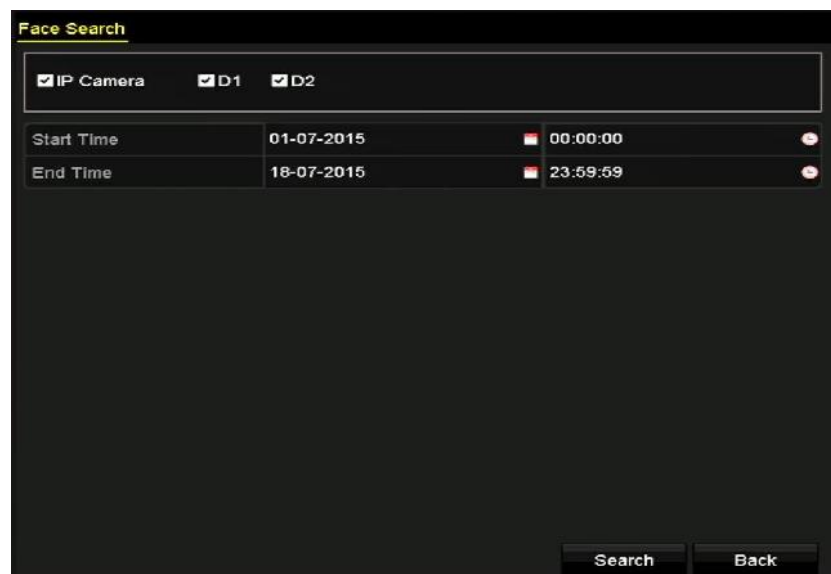 Face Search
IP Camera D1 D2
Start Time 01-07-2015 00:00:00
End Time 18-07-2015 23:59:59
Search Back